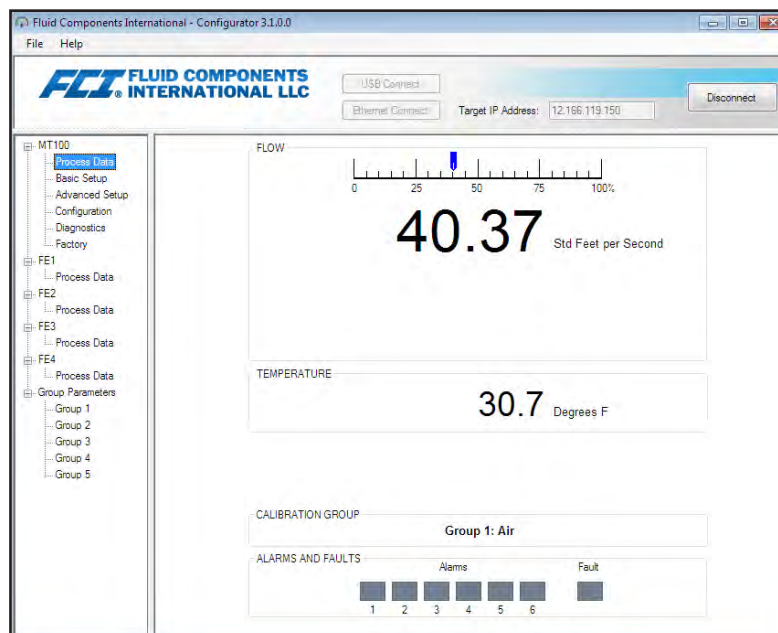 Fluid Components International - Configurator 3.1.0.0
File Help
FCI® FLUID COMPONENTS
INTERNATIONAL LLC
USB Connect
Ethernet Connect
Target IP Address: 12.166.119.150
Disconnect
MT100
Process Data
Basic Setup
Advanced Setup
Configuration
Diagnostics
Factory
FE1
Process Data
FE2
Process Data
FE3
Process Data
FE4
Process Data
Group Parameters
Group 1
Group 2
Group 3
Group 4
Group 5
FLOW
0 25 50 75 100%
40.37 Std Feet per Second
TEMPERATURE
30.7 Degrees F
CALIBRATION GROUP
Group 1: Air
ALARMS AND FAULTS
Alarms Fault
1 2 3 4 5 6